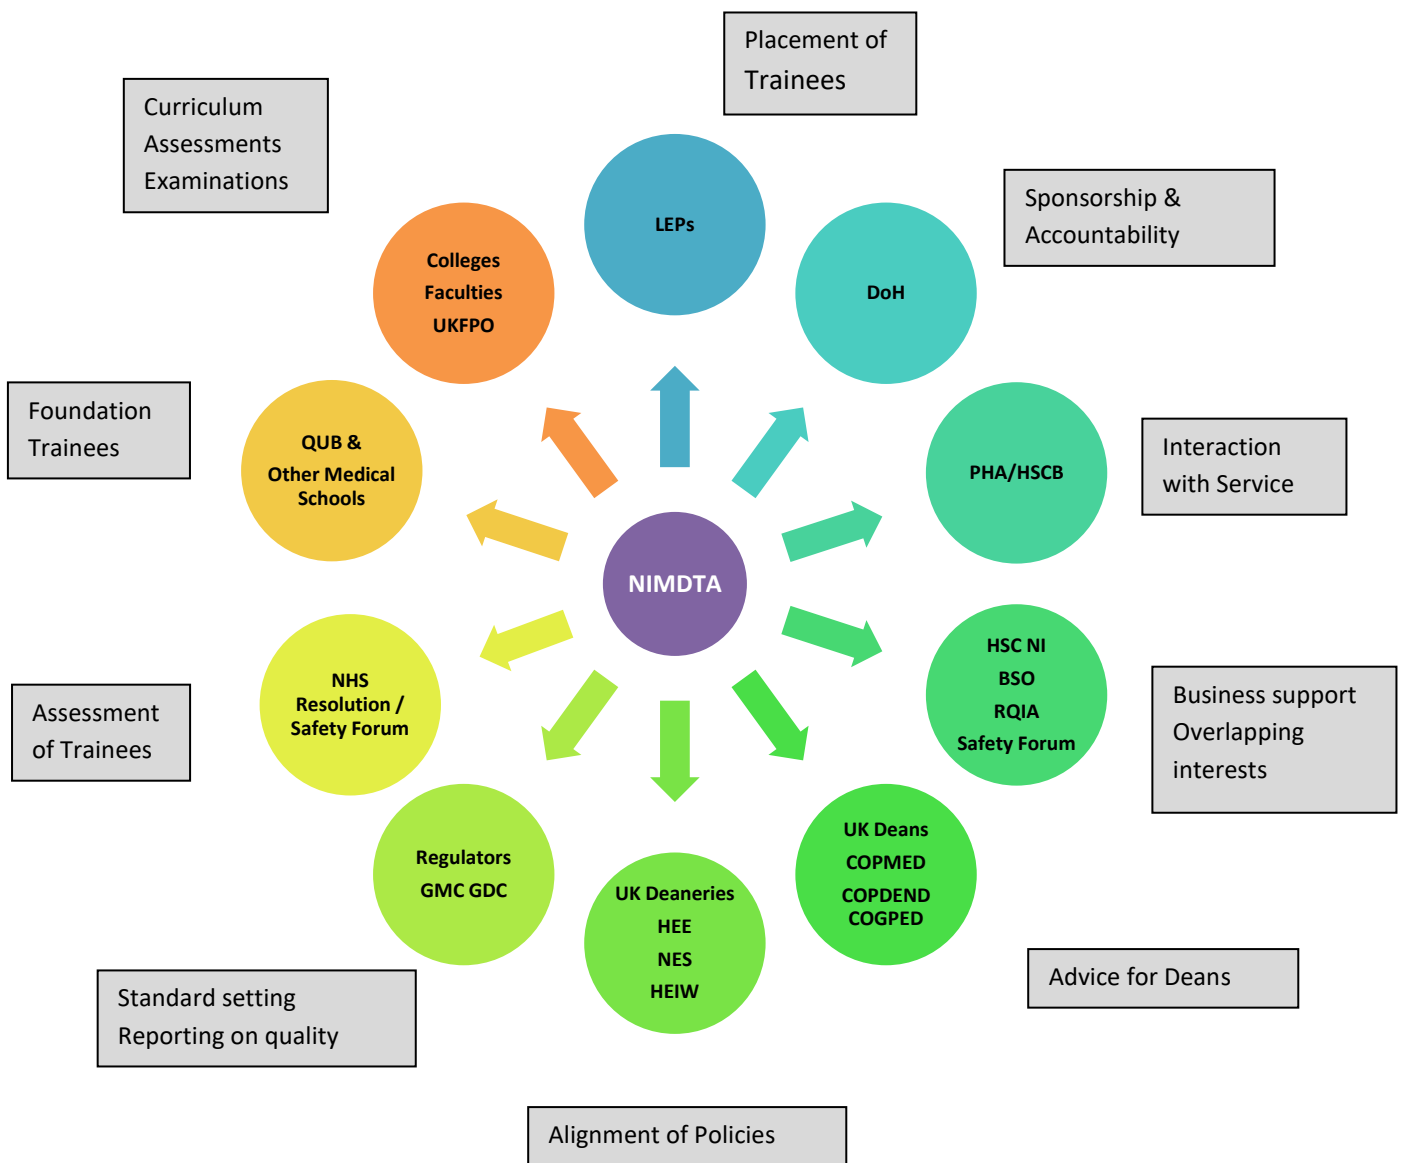 Placement of
Trainees
Curriculum
Assessments
Examinations
LEPs
Sponsorship &
Accountability
Colleges
Faculties
UKFPO
DoH
Foundation
Trainees
QUB &
Other Medical
Schools
PHA/HSCB
Interaction
with Service
NIMDTA
NHS
Resolution /
Safety Forum
HSC NI
BSO
RQIA
Safety Forum
Assessment
of Trainees
Business support
Overlapping
interests
Regulators
GMC GDC
UK Deaneries
HEE
NES
HEIW
UK Deans
COPMED
COPDEND
COGPED
Standard setting
Reporting on quality
Advice for Deans
Alignment of Policies